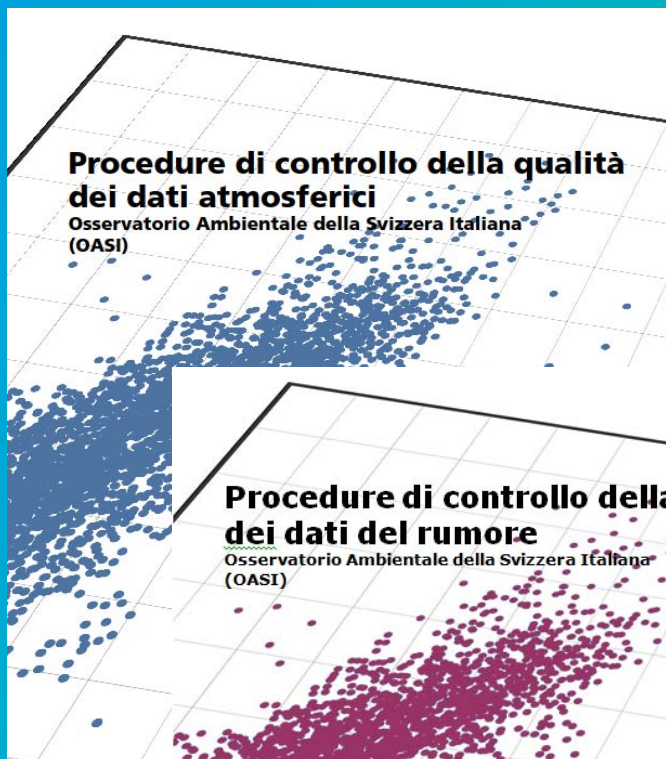 Procedure di controllo della qualità
dei dati atmosferici
Osservatorio Ambientale della Svizzera Italiana
(OASI)
Procedure di controllo della
dei dati del rumore
Osservatorio Ambientale della Svizzera Italiana
(OASI)